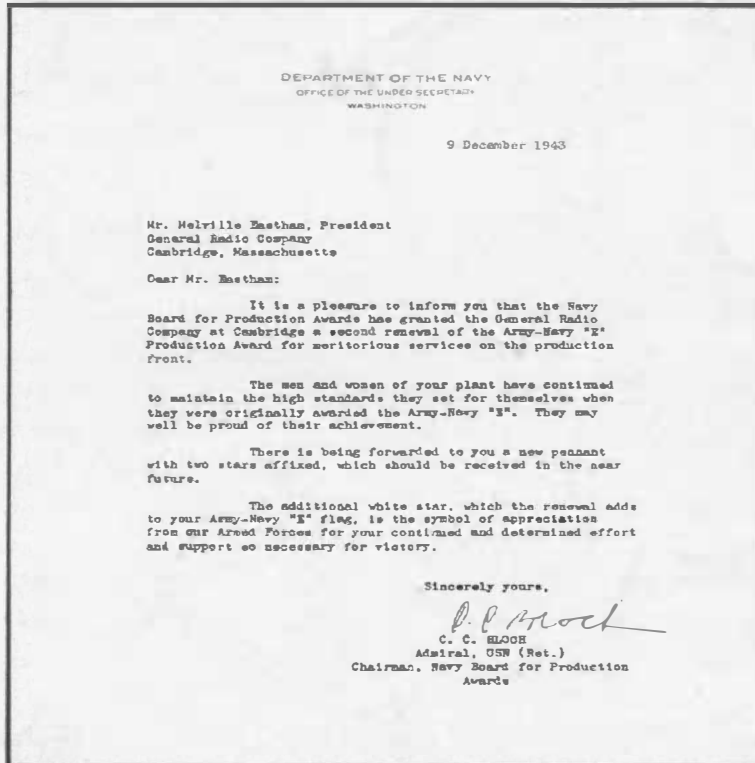 DEPARTMENT OF THE NAVY
OFFICE OF THE UNDER SECRETARY
WASHINGTON
9 December 1943
Mr. Melville Eastham, President
General Radio Company
Cambridge, Massachusetts
Dear Mr. Eastham:
It is a pleasure to inform you that the Navy
Board for Production Awards has granted the General Radio
Company at Cambridge a second renewal of the Army-Navy "E"
Production Award for meritorious services on the production
front.
The men and women of your plant have continued
to maintain the high standards they set for themselves when
they were originally awarded the Army-Navy "E". They may
well be proud of their achievement.
There is being forwarded to you a new pennant
with two stars affixed, which should be received in the near
future.
The additional white star, which the renewal adds
to your Army-Navy "E" flag, is the symbol of appreciation
from our Armed Forces for your continued and determined effort
and support so necessary for victory.
Sincerely yours,
C. C. Bloch
C. C. BLOCH
Admiral, USN (Ret.)
Chairman, Navy Board for Production
Awards